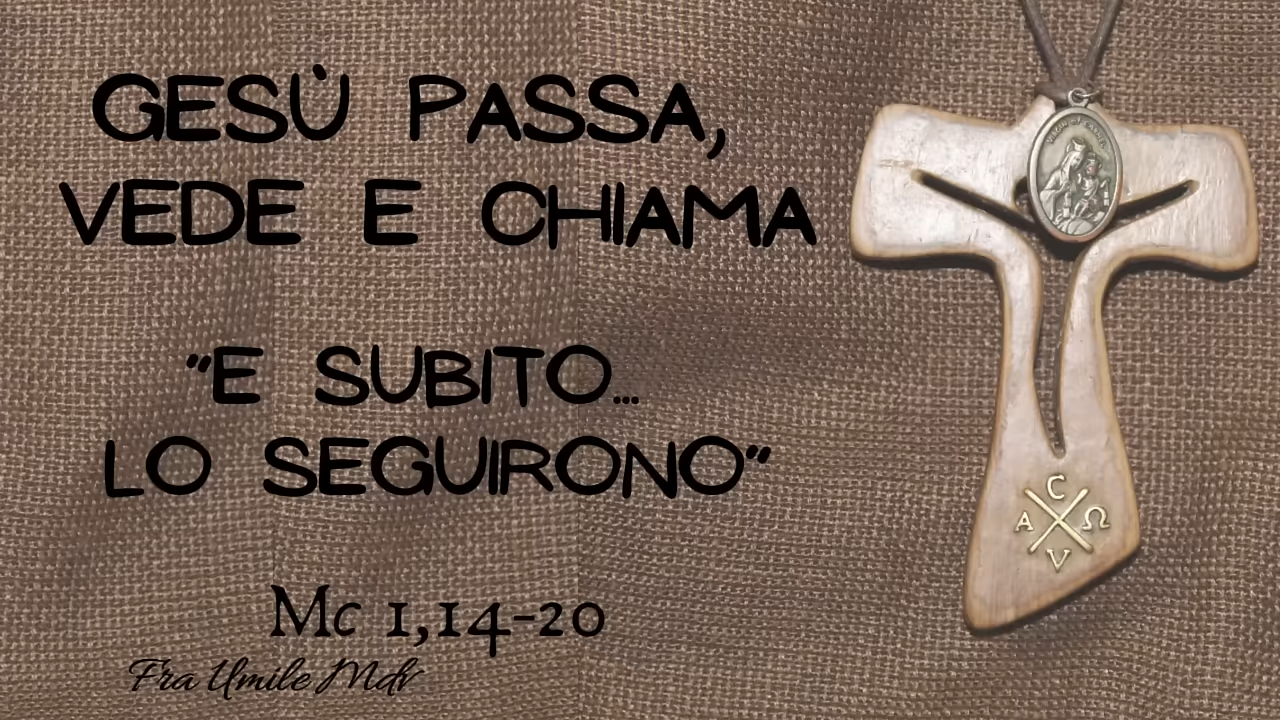 GESÙ PASSA,
VEDE E CHIAMA
"E SUBITO...
LO SEGUIRONO"
Mc 1,14-20
Fra Umile Mdv
C
A Ω
V